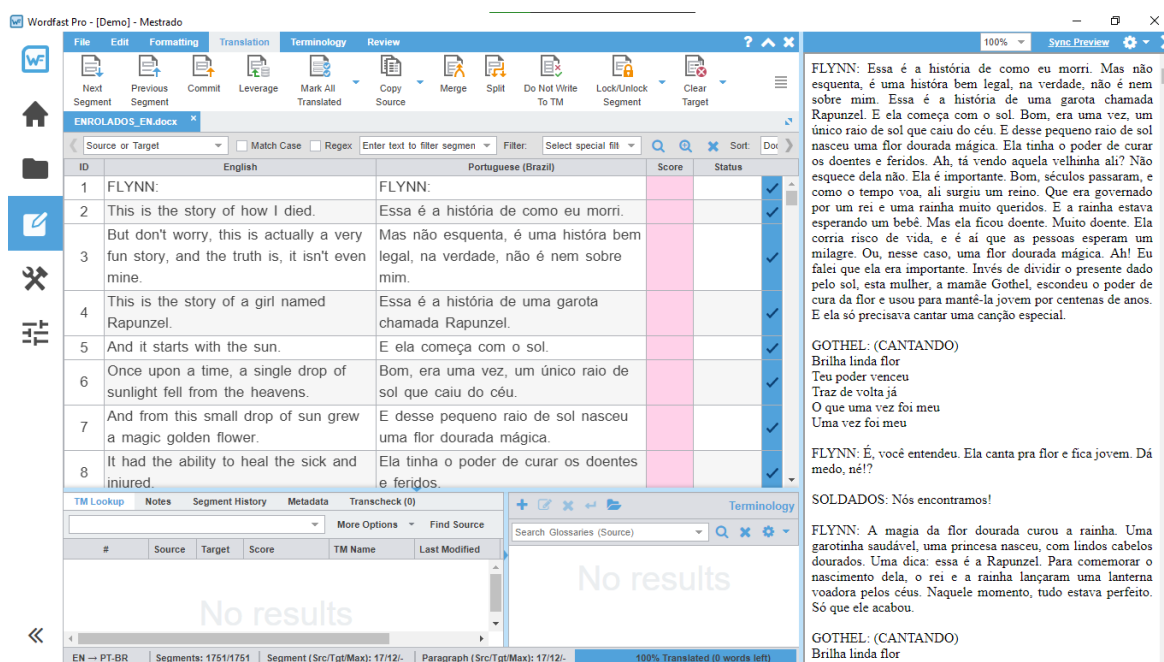 Wordfast Pro - [Demo] - Mestrado
File Edit Formatting Translation Terminology Review
Next Segment
Previous Segment
Commit
Leverage
Mark All Translated
Copy Source
Merge
Split
Do Not Write To TM
Lock/Unlock Segment
Clear Target
ENROLADOS_EN.docx
Source or Target Match Case Regex Enter text to filter segmen Filter: Select special filt Sort: Doc
ID English Portuguese (Brazil) Score Status
1 FLYNN: FLYNN:
2 This is the story of how I died. Essa é a história de como eu morri.
3
But don't worry, this is actually a very
fun story, and the truth is, it isn't even
mine.
Mas não esquenta, é uma históra bem
legal, na verdade, não é nem sobre
mim.
4
This is the story of a girl named
Rapunzel.
Essa é a história de uma garota
chamada Rapunzel.
5 And it starts with the sun. E ela começa com o sol.
6
Once upon a time, a single drop of
sunlight fell from the heavens.
Bom, era uma vez, um único raio de
sol que caiu do céu.
7
And from this small drop of sun grew
a magic golden flower.
E desse pequeno raio de sol nasceu
uma flor dourada mágica.
8
It had the ability to heal the sick and
injured.
Ela tinha o poder de curar os doentes
e feridos.
TM Lookup Notes Segment History Metadata Transcheck (0)
More Options Find Source
# Source Target Score TM Name Last Modified
No results
Terminology
Search Glossaries (Source)
No results
EN → PT-BR Segments: 1751/1751 Segment (Src/Tgt/Max): 17/12/- Paragraph (Src/Tgt/Max): 17/12/- 100% Translated (0 words left)
100% Sync Preview
FLYNN: Essa é a história de como eu morri. Mas não
esquenta, é uma históra bem legal, na verdade, não é nem
sobre mim. Essa é a história de uma garota chamada
Rapunzel. E ela começa com o sol. Bom, era uma vez, um
único raio de sol que caiu do céu. E desse pequeno raio de sol
nasceu uma flor dourada mágica. Ela tinha o poder de curar
os doentes e feridos. Ah, tá vendo aquela velhinha ali? Não
esquece dela não. Ela é importante. Bom, séculos passaram, e
como o tempo voa, ali surgiu um reino. Que era governado
por um rei e uma rainha muito queridos. E a rainha estava
esperando um bebê. Mas ela ficou doente. Muito doente. Ela
corria risco de vida, e é aí que as pessoas esperam um
milagre. Ou, nesse caso, uma flor dourada mágica. Ah! Eu
falei que ela era importante. Invés de dividir o presente dado
pelo sol, esta mulher, a mamãe Gothel, escondeu o poder de
cura da flor e usou para mantê-la jovem por centenas de anos.
E ela só precisava cantar uma canção especial.
GOTHEL: (CANTANDO)
Brilha linda flor
Teu poder venceu
Traz de volta já
O que uma vez foi meu
Uma vez foi meu
FLYNN: É, você entendeu. Ela canta pra flor e fica jovem. Dá
medo, né!?
SOLDADOS: Nós encontramos!
FLYNN: A magia da flor dourada curou a rainha. Uma
garotinha saudável, uma princesa nasceu, com lindos cabelos
dourados. Uma dica: essa é a Rapunzel. Para comemorar o
nascimento dela, o rei e a rainha lançaram uma lanterna
voadora pelos céus. Naquele momento, tudo estava perfeito.
Só que ele acabou.
GOTHEL: (CANTANDO)
Brilha linda flor